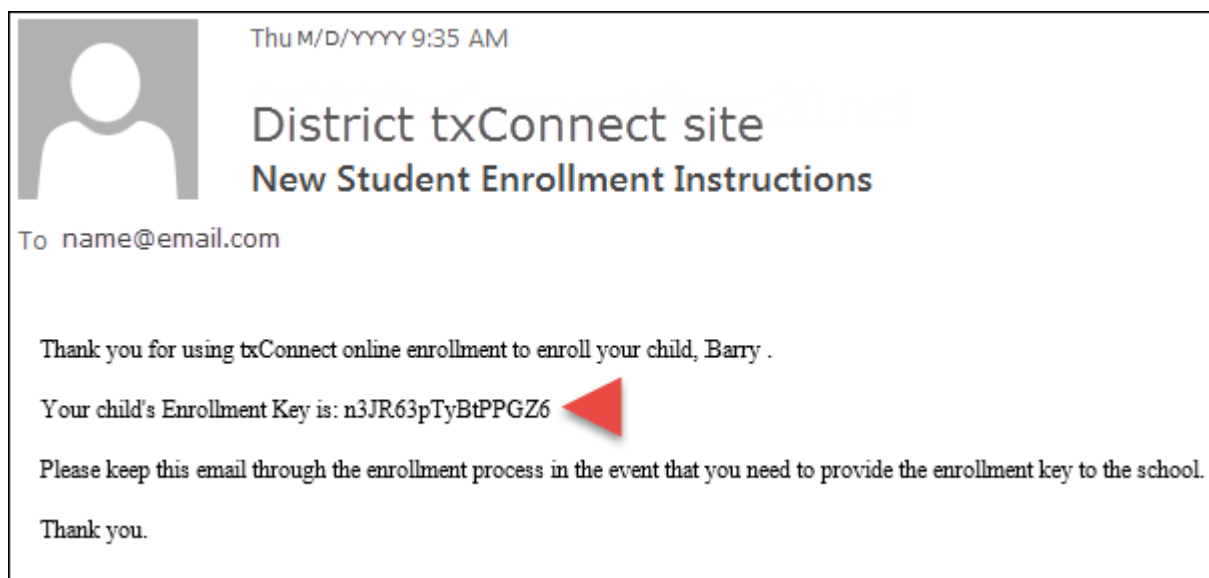 Thu M/D/YYYY 9:35 AM
District txConnect site
New Student Enrollment Instructions
To name@email.com
Thank you for using txConnect online enrollment to enroll your child, Barry .
Your child's Enrollment Key is: n3JR63pTyBtPPGZ6
Please keep this email through the enrollment process in the event that you need to provide the enrollment key to the school.
Thank you.